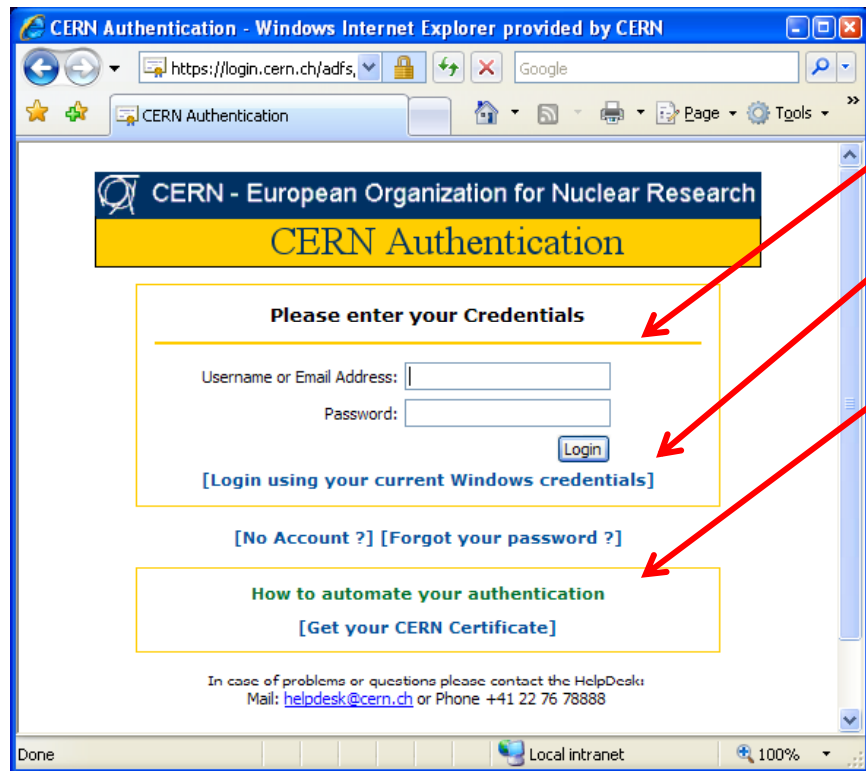 CERN Authentication - Windows Internet Explorer provided by CERN
https://login.cern.ch/adfs,
Google
CERN Authentication
Page
Tools
»
CERN - European Organization for Nuclear Research
CERN Authentication
Please enter your Credentials
Username or Email Address:
Password:
Login
[Login using your current Windows credentials]
[No Account ?] [Forgot your password ?]
How to automate your authentication
[Get your CERN Certificate]
In case of problems or questions please contact the HelpDesk:
Mail: helpdesk@cern.ch or Phone +41 22 76 78888
Done
Local intranet
100%